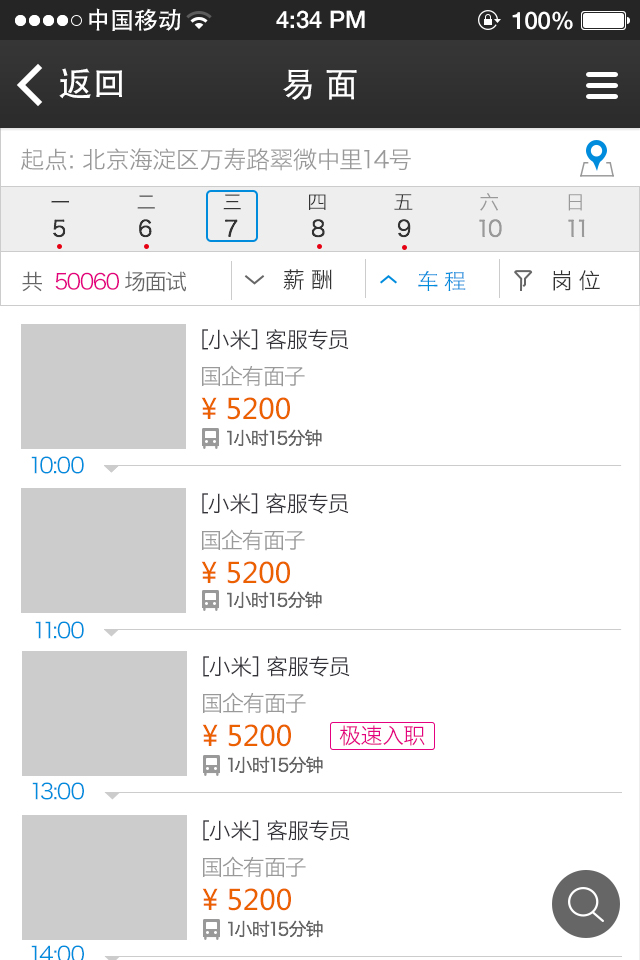 中国移动 4:34 PM 100%
返回 易面
起点: 北京海淀区万寿路翠微中里14号
一 二 三 四 五 六 日
5 6 7 8 9 10 11
共 50060 场面试 薪酬 车程 岗位
[小米] 客服专员
国企有面子
¥ 5200
1小时15分钟
10:00
[小米] 客服专员
国企有面子
¥ 5200
1小时15分钟
11:00
[小米] 客服专员
国企有面子
¥ 5200 极速入职
1小时15分钟
13:00
[小米] 客服专员
国企有面子
¥ 5200
1小时15分钟
14:00